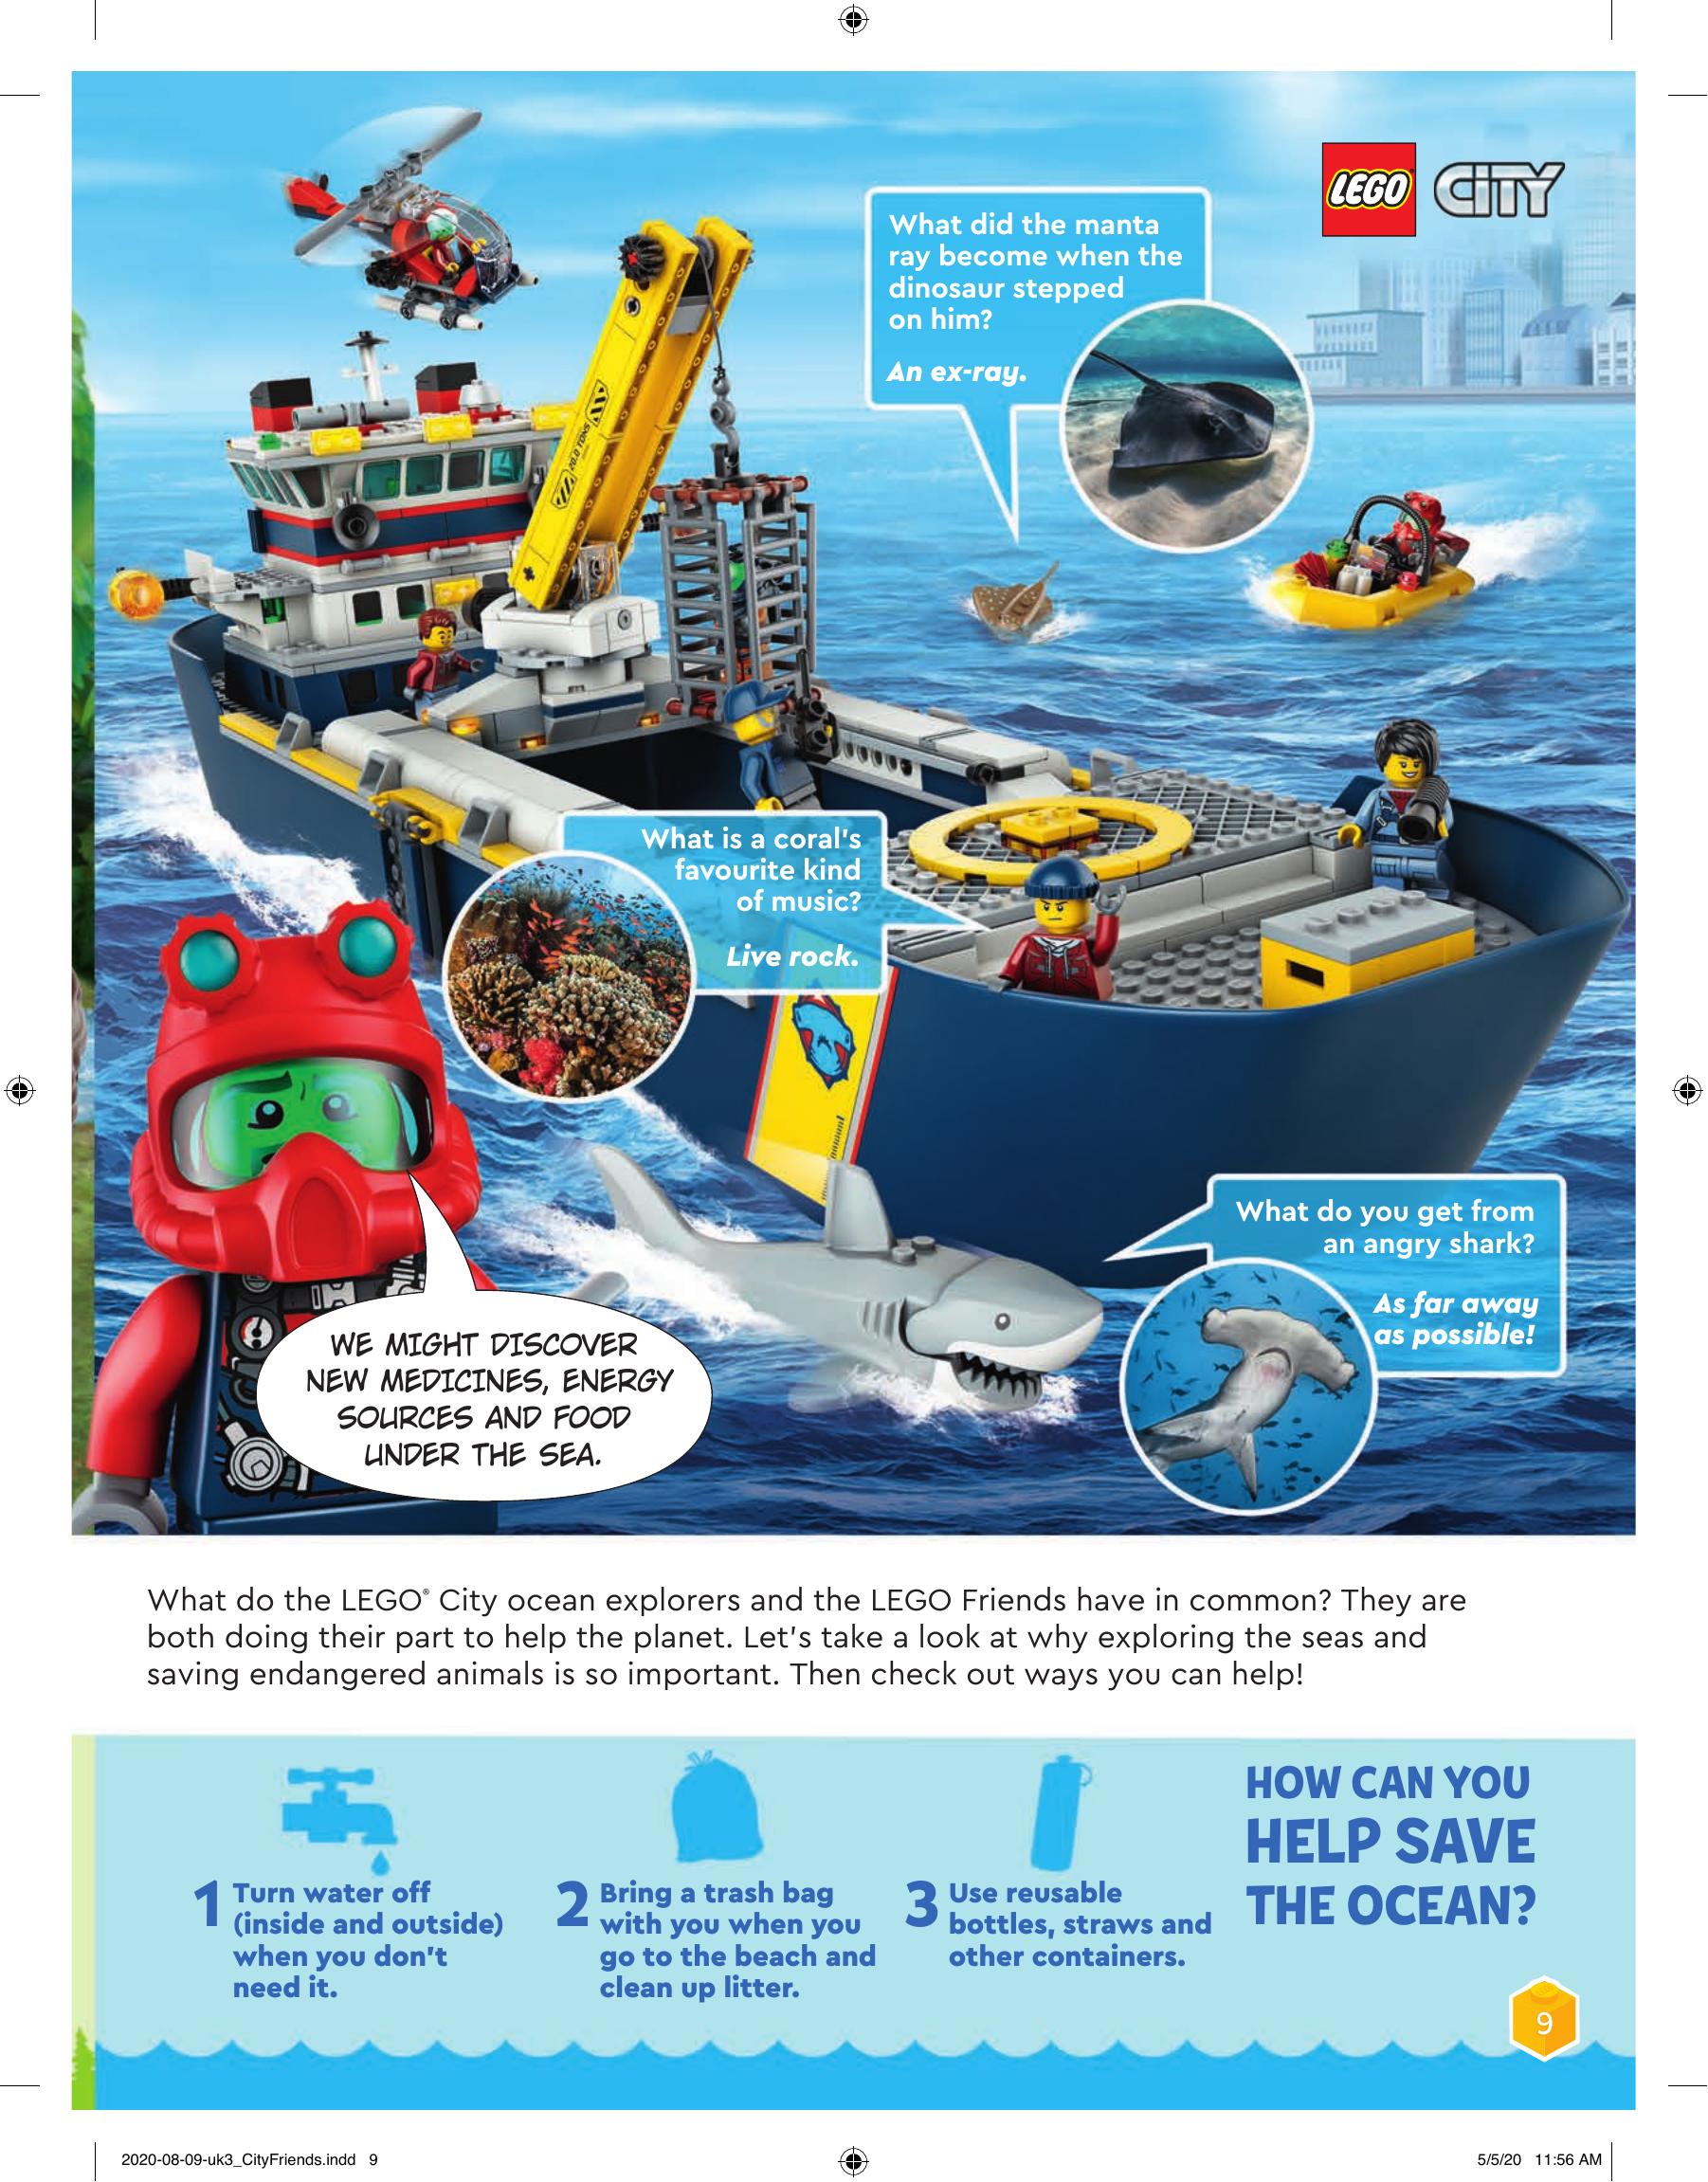 LEGO CITY
What did the manta
ray become when the
dinosaur stepped
on him?
An ex-ray.
20.0 TONS
What is a coral's
favourite kind
of music?
Live rock.
What do you get from
an angry shark?
As far away
as possible!
WE MIGHT DISCOVER
NEW MEDICINES, ENERGY
SOURCES AND FOOD
UNDER THE SEA.
What do the LEGO® City ocean explorers and the LEGO Friends have in common? They are
both doing their part to help the planet. Let's take a look at why exploring the seas and
saving endangered animals is so important. Then check out ways you can help!
HOW CAN YOU
HELP SAVE
THE OCEAN?
1 Turn water off
(inside and outside)
when you don't
need it.
2 Bring a trash bag
with you when you
go to the beach and
clean up litter.
3 Use reusable
bottles, straws and
other containers.
9
2020-08-09-uk3_CityFriends.indd 9
5/5/20 11:56 AM